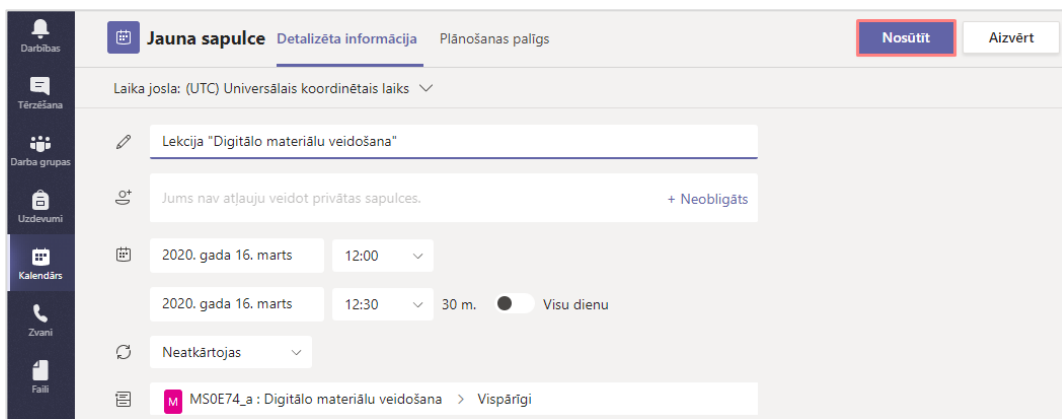 Darbības
Tērzēšana
Darba grupas
Uzdevumi
Kalendārs
Zvani
Faili
Jauna sapulce Detalizēta informācija Plānošanas palīgs Nosūtīt Aizvērt
Laika josla: (UTC) Universālais koordinētais laiks
Lekcija "Digitālo materiālu veidošana"
Jums nav atļauju veidot privātas sapulces. + Neobligāts
2020. gada 16. marts 12:00
2020. gada 16. marts 12:30 30 m. Visu dienu
Neatkārtojas
M MS0E74_a : Digitālo materiālu veidošana > Vispārīgi